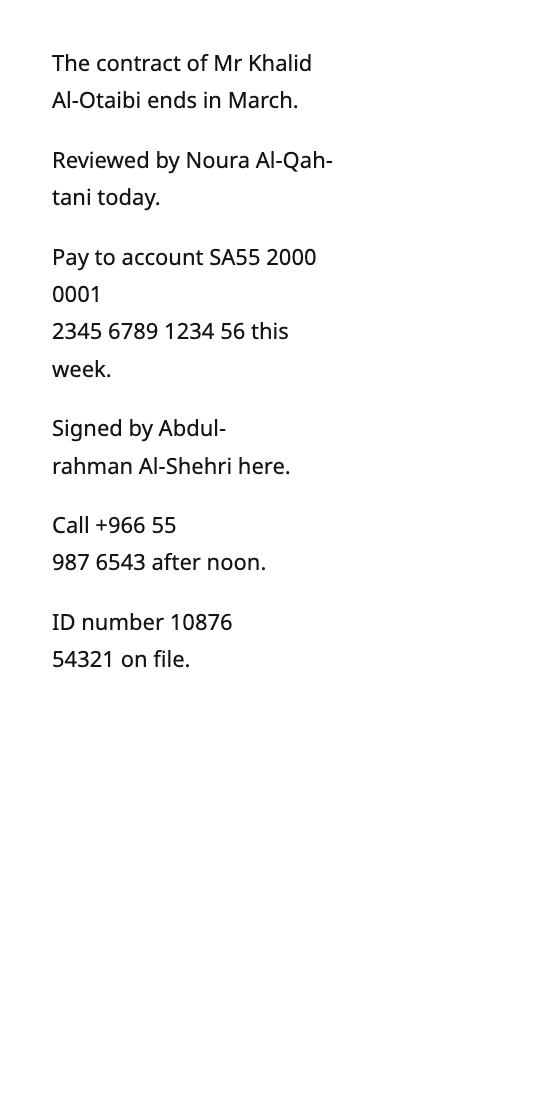 The contract of Mr Khalid
Al-Otaibi ends in March.
Reviewed by Noura Al-Qah-
tani today.
Pay to account SA55 2000
0001
2345 6789 1234 56 this
week.
Signed by Abdul-
rahman Al-Shehri here.
Call +966 55
987 6543 after noon.
ID number 10876
54321 on file.